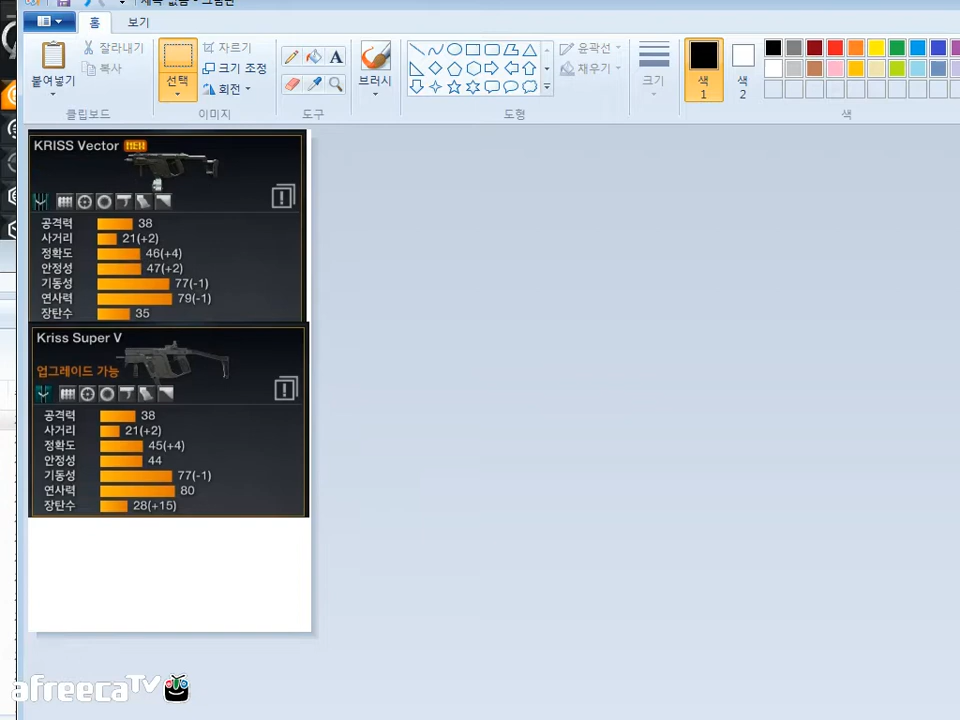 홈 보기
붙여넣기
잘라내기
복사
클립보드
선택
자르기
크기 조정
회전
이미지
A
도구
브러시
윤곽선
채우기
도형
크기
색
1
색
2
색
KRISS Vector NEW
공격력 38
사거리 21(+2)
정확도 46(+4)
안정성 47(+2)
기동성 77(-1)
연사력 79(-1)
장탄수 35
Kriss Super V
업그레이드 가능
공격력 38
사거리 21(+2)
정확도 45(+4)
안정성 44
기동성 77(-1)
연사력 80
장탄수 28(+15)
afreecaTV